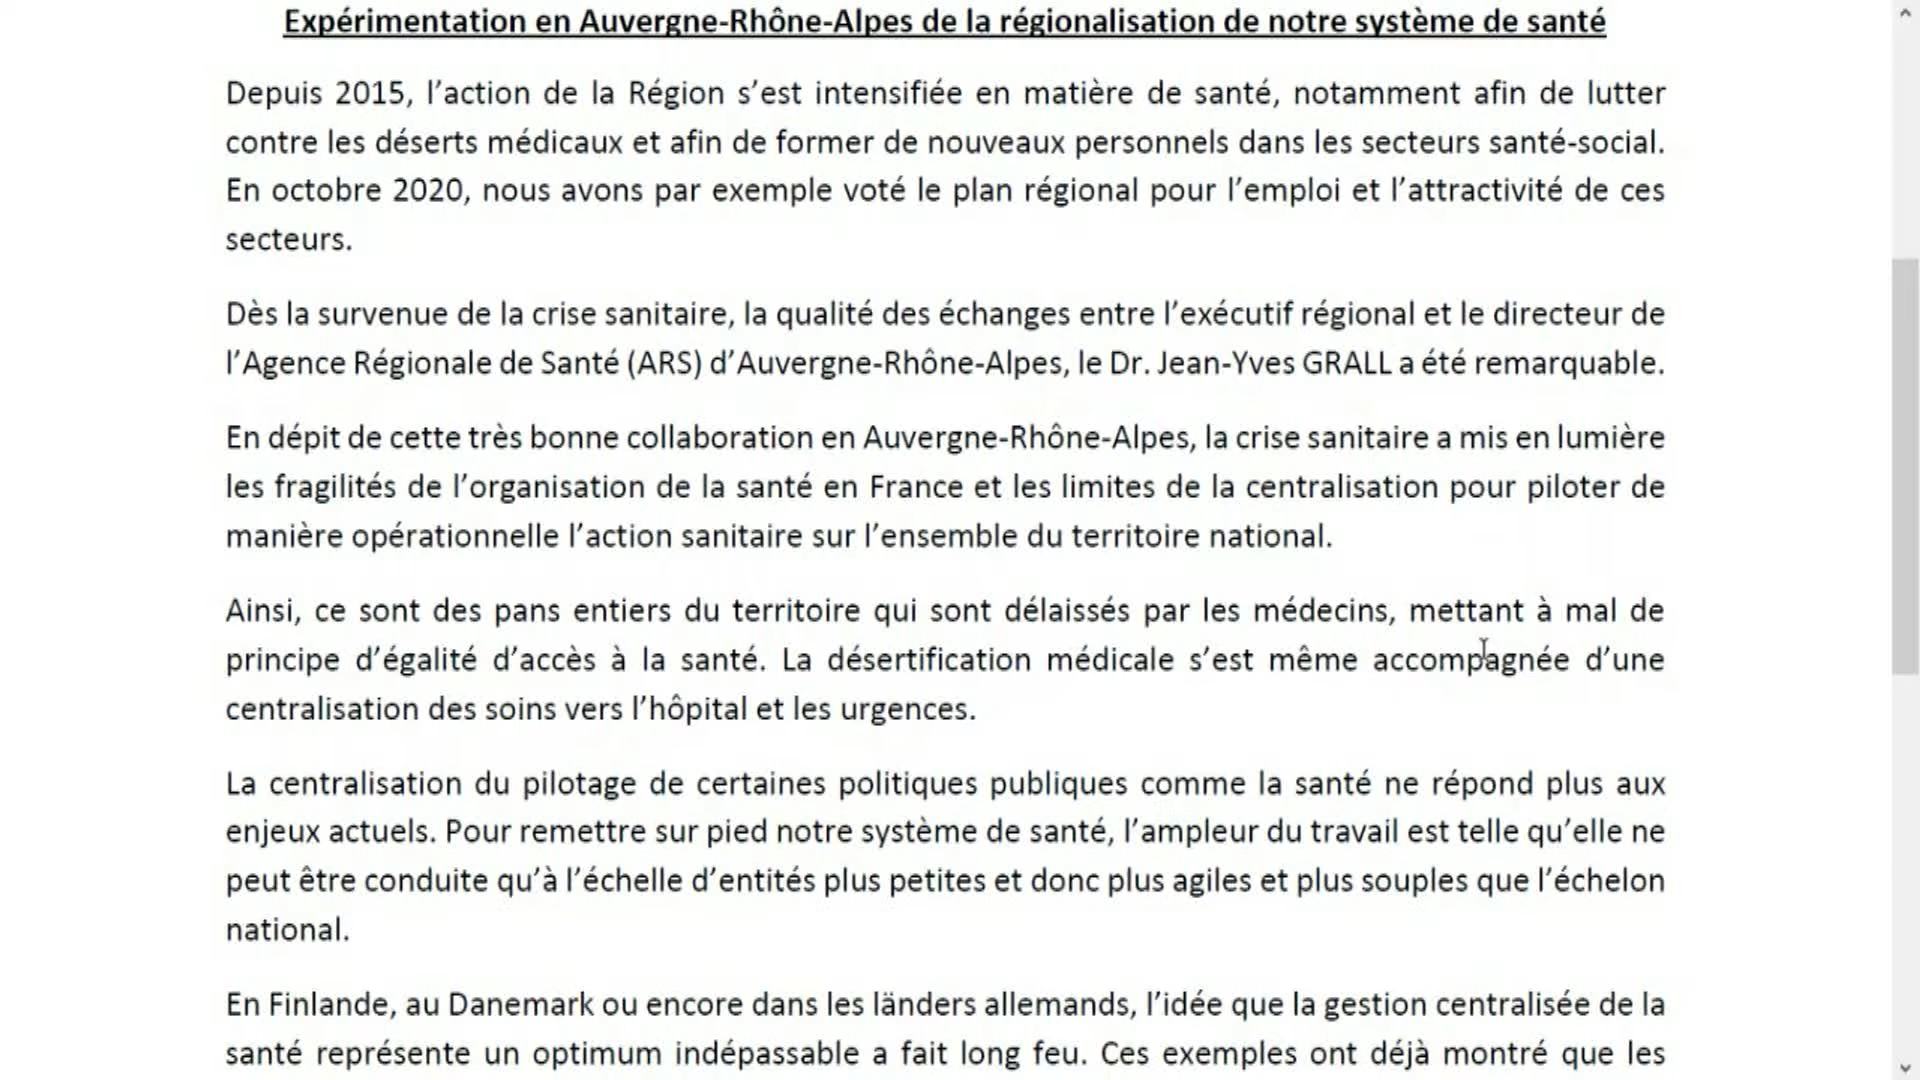 Expérimentation en Auvergne-Rhône-Alpes de la régionalisation de notre système de santé
Depuis 2015, l’action de la Région s’est intensifiée en matière de santé, notamment afin de lutter
contre les déserts médicaux et afin de former de nouveaux personnels dans les secteurs santé-social.
En octobre 2020, nous avons par exemple voté le plan régional pour l’emploi et l’attractivité de ces
secteurs.
Dès la survenue de la crise sanitaire, la qualité des échanges entre l’exécutif régional et le directeur de
l’Agence Régionale de Santé (ARS) d’Auvergne-Rhône-Alpes, le Dr. Jean-Yves GRALL a été remarquable.
En dépit de cette très bonne collaboration en Auvergne-Rhône-Alpes, la crise sanitaire a mis en lumière
les fragilités de l’organisation de la santé en France et les limites de la centralisation pour piloter de
manière opérationnelle l’action sanitaire sur l’ensemble du territoire national.
Ainsi, ce sont des pans entiers du territoire qui sont délaissés par les médecins, mettant à mal de
principe d’égalité d’accès à la santé. La désertification médicale s’est même accompagnée d’une
centralisation des soins vers l’hôpital et les urgences.
La centralisation du pilotage de certaines politiques publiques comme la santé ne répond plus aux
enjeux actuels. Pour remettre sur pied notre système de santé, l’ampleur du travail est telle qu’elle ne
peut être conduite qu’à l’échelle d’entités plus petites et donc plus agiles et plus souples que l’échelon
national.
En Finlande, au Danemark ou encore dans les länders allemands, l’idée que la gestion centralisée de la
santé représente un optimum indépassable a fait long feu. Ces exemples ont déjà montré que les